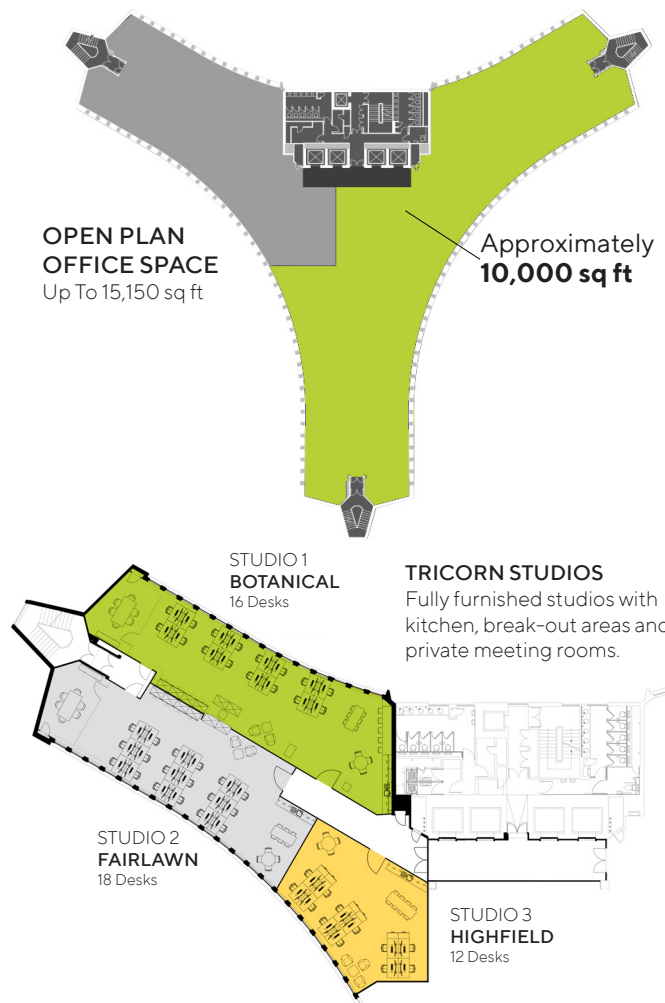 OPEN PLAN
OFFICE SPACE
Up To 15,150 sq ft
Approximately
10,000 sq ft
STUDIO 1
BOTANICAL
16 Desks
TRICORN STUDIOS
Fully furnished studios with
kitchen, break-out areas and
private meeting rooms.
STUDIO 2
FAIRLAWN
18 Desks
STUDIO 3
HIGHFIELD
12 Desks